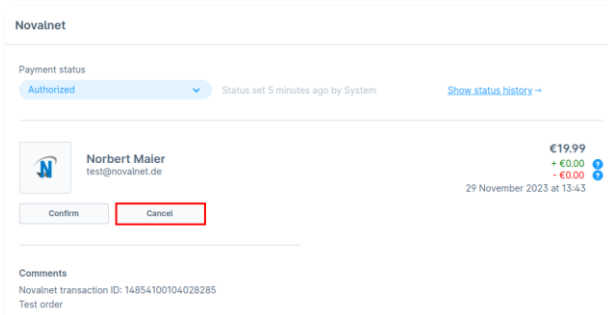 Novalnet
Payment status
Authorized
Status set 5 minutes ago by System
Show status history →
N
Norbert Maier
test@novalnet.de
€19.99
+ €0.00 ?
- €0.00 ?
29 November 2023 at 13:43
Confirm
Cancel
Comments
Novalnet transaction ID: 14854100104028285
Test order